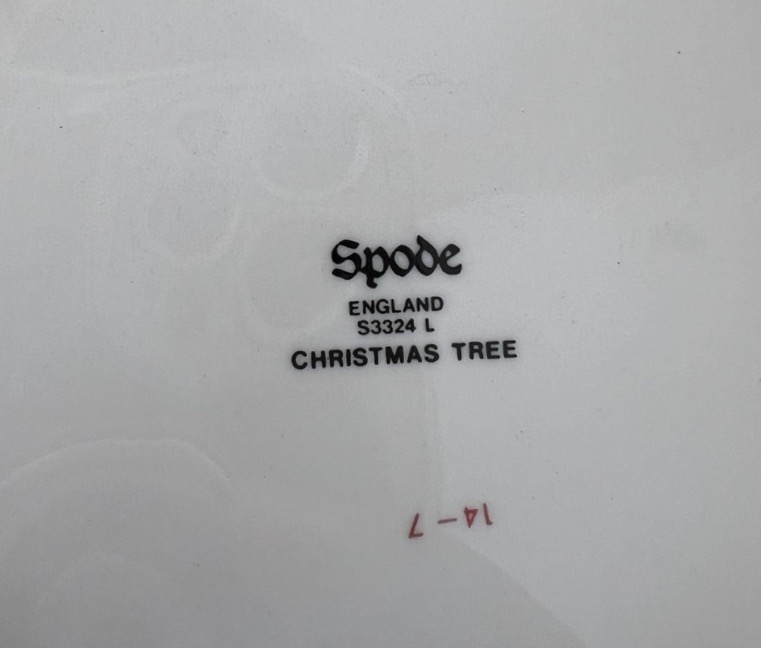 Spode
ENGLAND
S3324 L
CHRISTMAS TREE
14-7